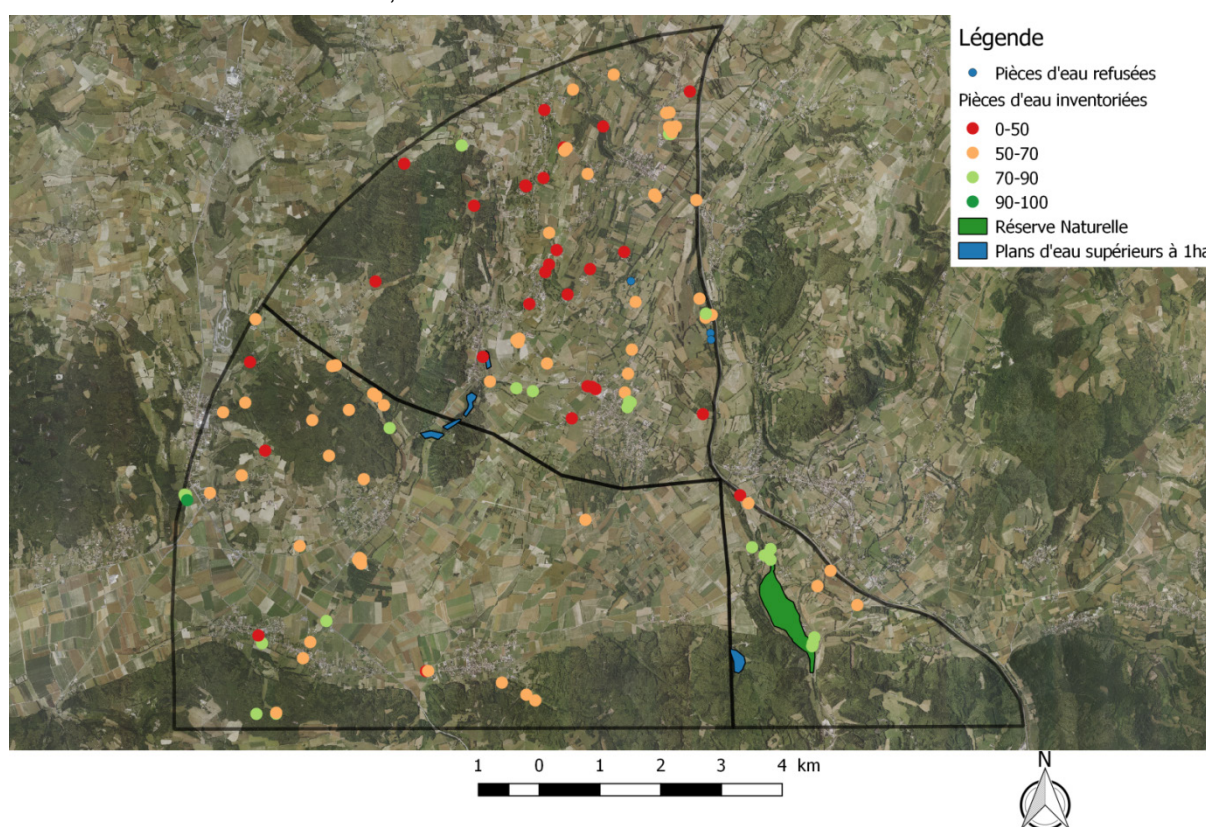 Légende
Pièces d'eau refusées
Pièces d'eau inventoriées
0-50
50-70
70-90
90-100
Réserve Naturelle
Plans d'eau supérieurs à 1ha
1 0 1 2 3 4 km
N